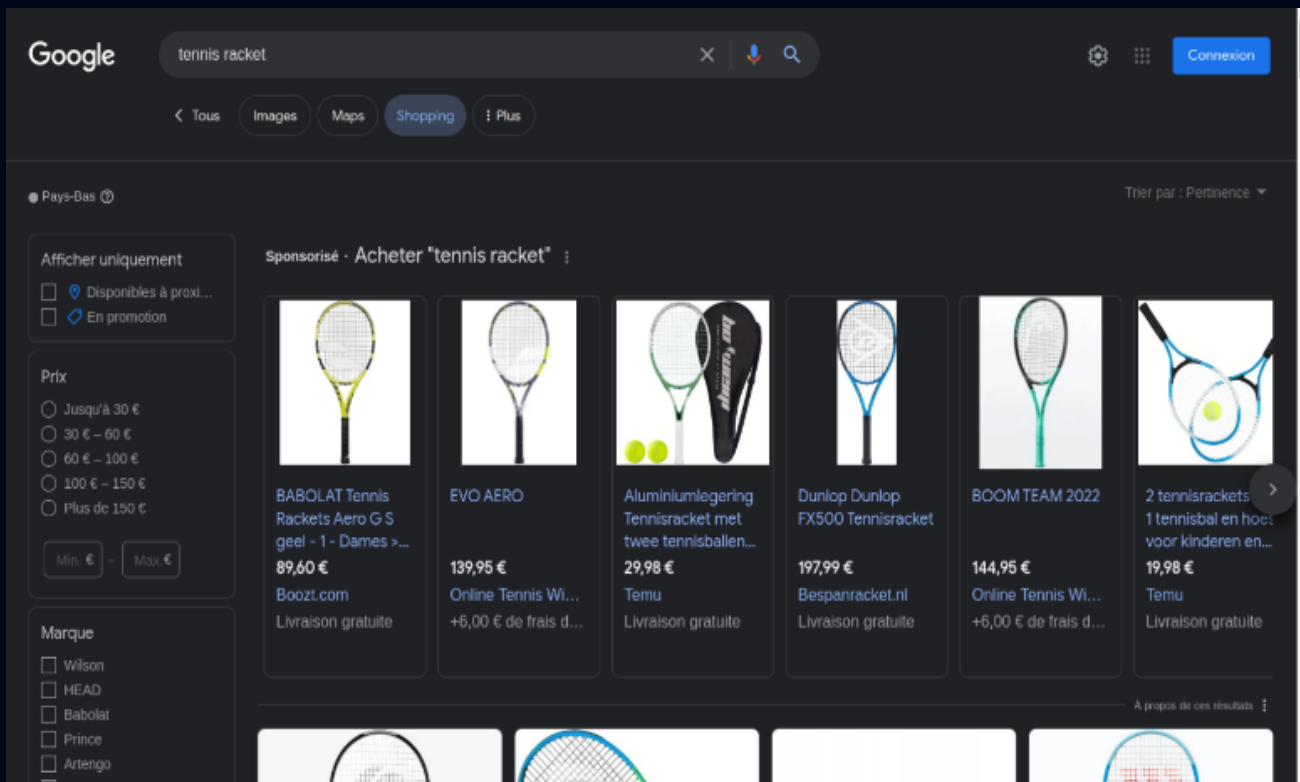 Google
tennis racket
Connexion
Tous
Images
Maps
Shopping
Plus
Pays-Bas
Trier par : Pertinence
Afficher uniquement
Disponibles à proxi...
En promotion
Prix
Jusqu'à 30 €
30 € – 60 €
60 € – 100 €
100 € – 150 €
Plus de 150 €
Min. € – Max. €
Marque
Wilson
HEAD
Babolat
Prince
Artengo
Sponsorisé · Acheter "tennis racket"
BABOLAT Tennis
Rackets Aero G S
geel - 1 - Dames >...
89,60 €
Boozt.com
Livraison gratuite
EVO AERO
139,95 €
Online Tennis Wi...
+6,00 € de frais d...
Aluminiumlegering
Tennisracket met
twee tennisballen...
29,98 €
Temu
Livraison gratuite
Dunlop Dunlop
FX500 Tennisracket
197,99 €
Bespanracket.nl
Livraison gratuite
BOOM TEAM 2022
144,95 €
Online Tennis Wi...
+6,00 € de frais d...
2 tennisrackets
1 tennisbal en hoes
voor kinderen en...
19,98 €
Temu
Livraison gratuite
À propos de ces résultats